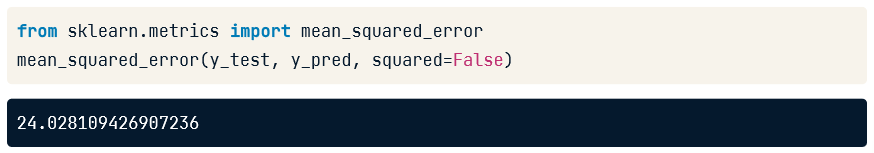 from sklearn.metrics import mean_squared_error
mean_squared_error(y_test, y_pred, squared=False)
24.028109426907236